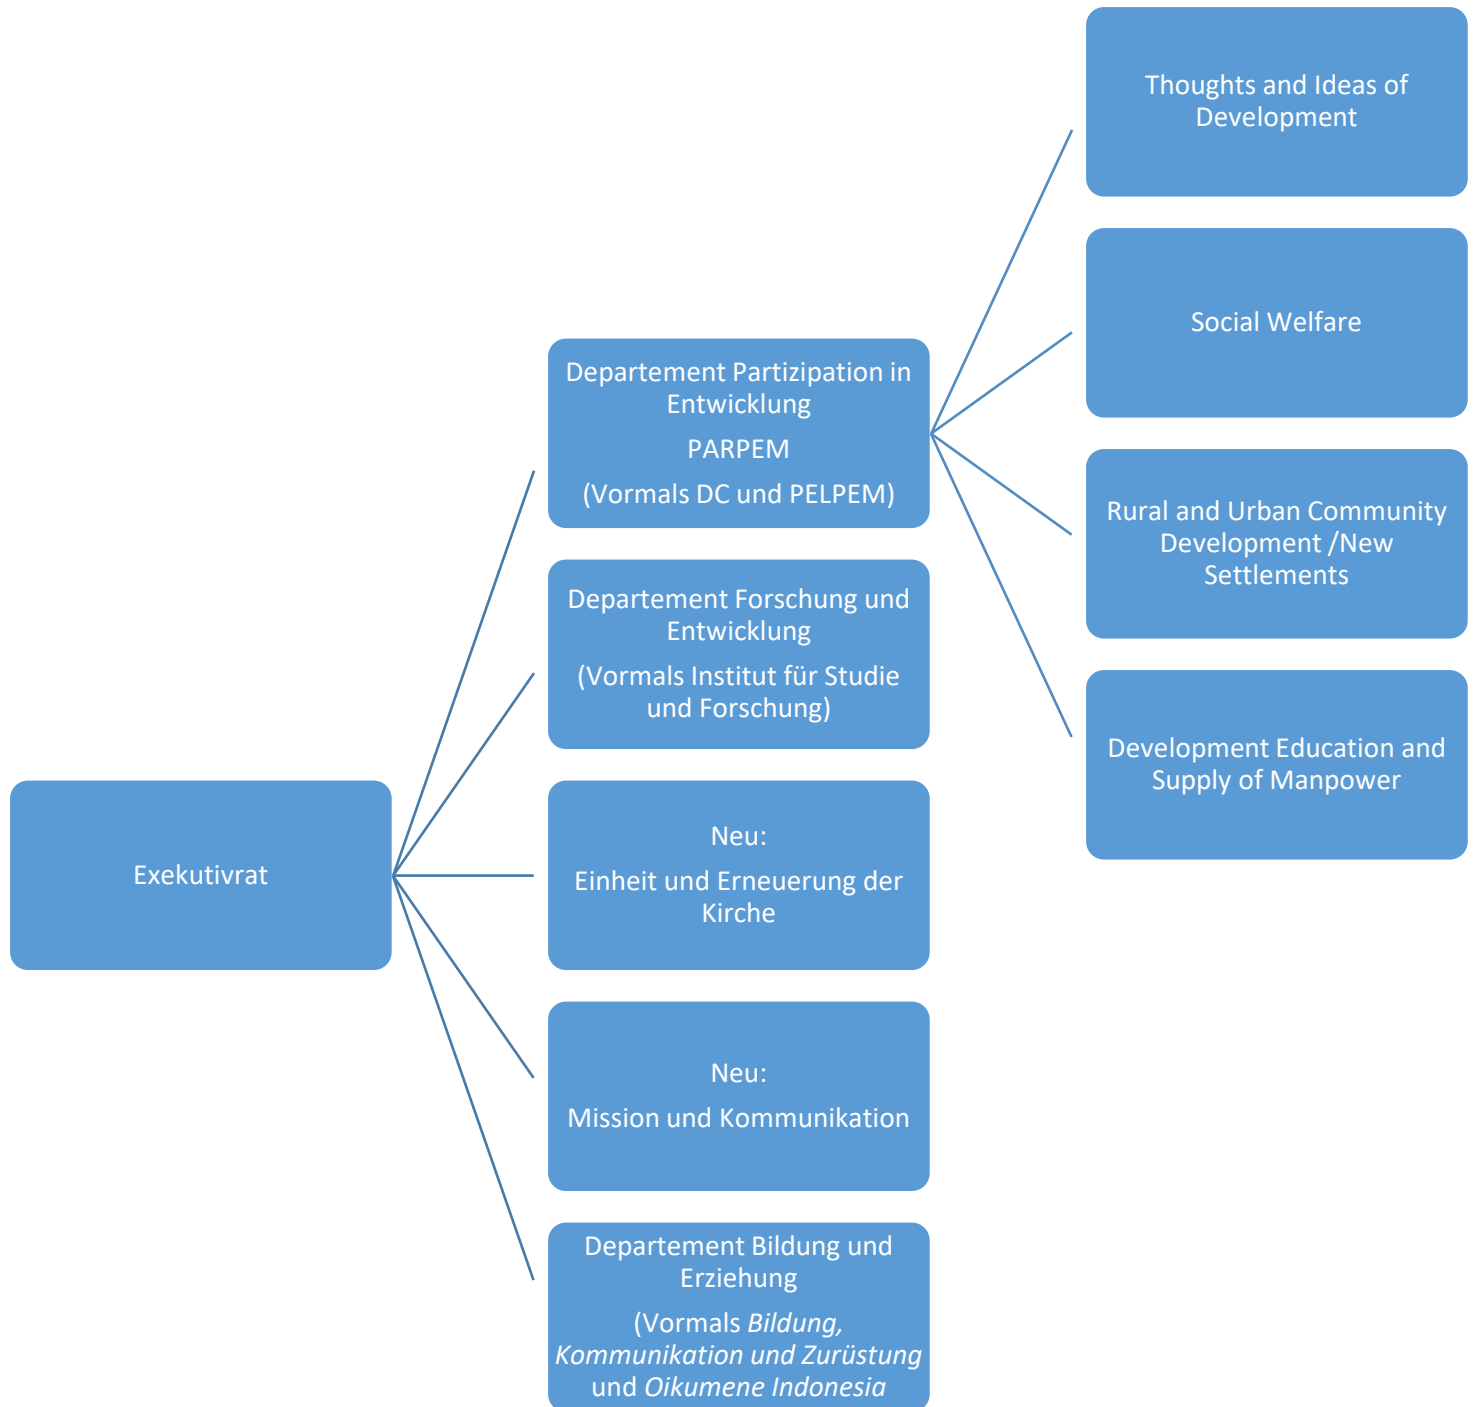 Exekutivrat
Departement Partizipation in
Entwicklung
PARPEM
(Vormals DC und PELPEM)
Departement Forschung und
Entwicklung
(Vormals Institut für Studie
und Forschung)
Neu:
Einheit und Erneuerung der
Kirche
Neu:
Mission und Kommunikation
Departement Bildung und
Erziehung
(Vormals Bildung,
Kommunikation und Zurüstung
und Oikumene Indonesia
Thoughts and Ideas of
Development
Social Welfare
Rural and Urban Community
Development /New
Settlements
Development Education and
Supply of Manpower